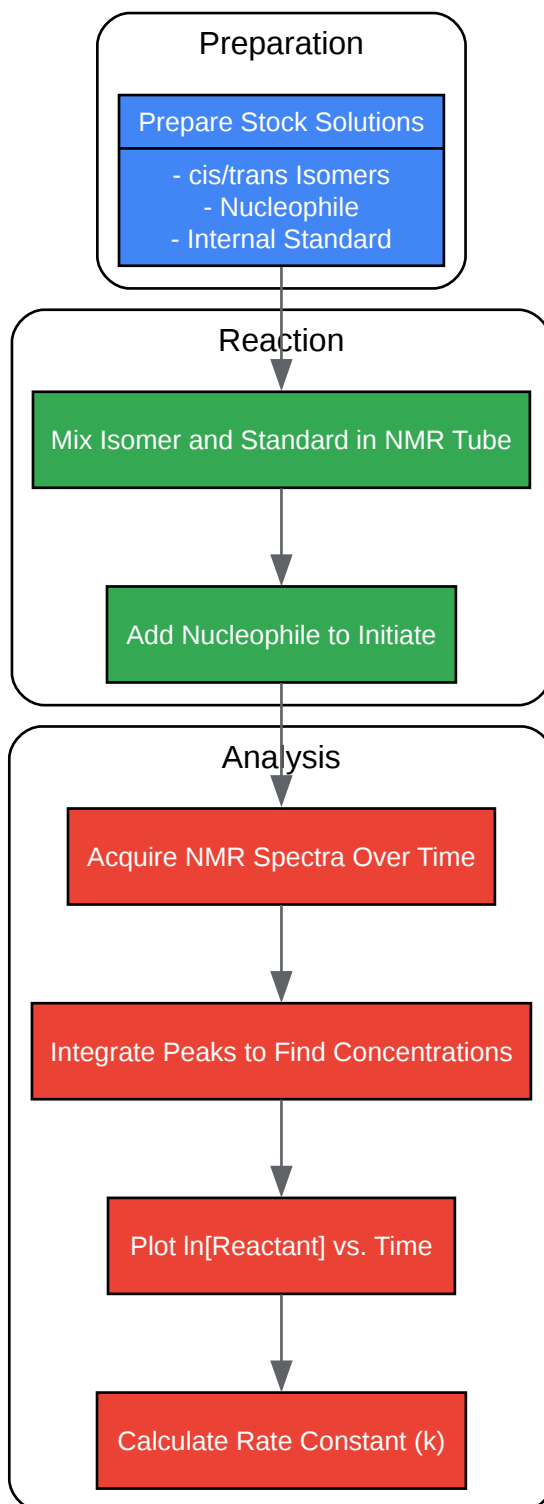 Preparation
Prepare Stock Solutions
- cis/trans Isomers
- Nucleophile
- Internal Standard
Reaction
Mix Isomer and Standard in NMR Tube
Add Nucleophile to Initiate
Analysis
Acquire NMR Spectra Over Time
Integrate Peaks to Find Concentrations
Plot ln[Reactant] vs. Time
Calculate Rate Constant (k)